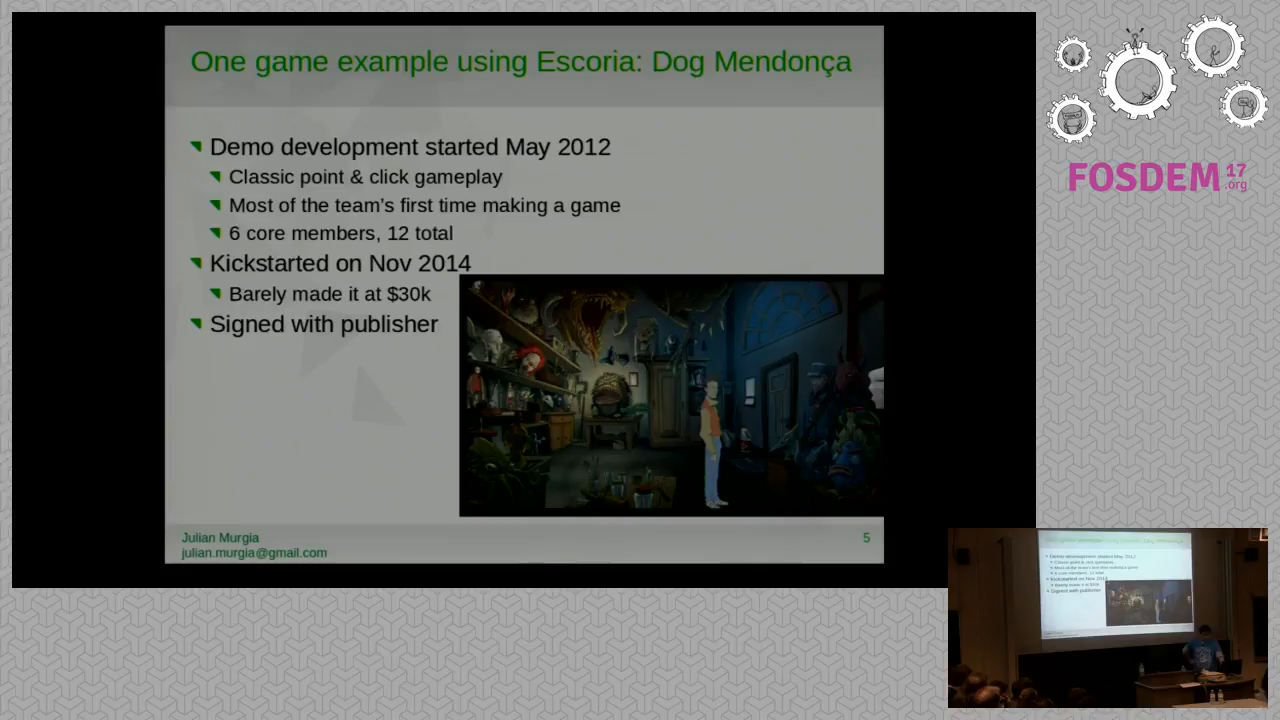 One game example using Escoria: Dog Mendonça
Demo development started May 2012
Classic point & click gameplay
Most of the team's first time making a game
6 core members, 12 total
Kickstarted on Nov 2014
Barely made it at $30k
Signed with publisher
Julian Murgia
julian.murgia@gmail.com
5
FOSDEM 17
.org